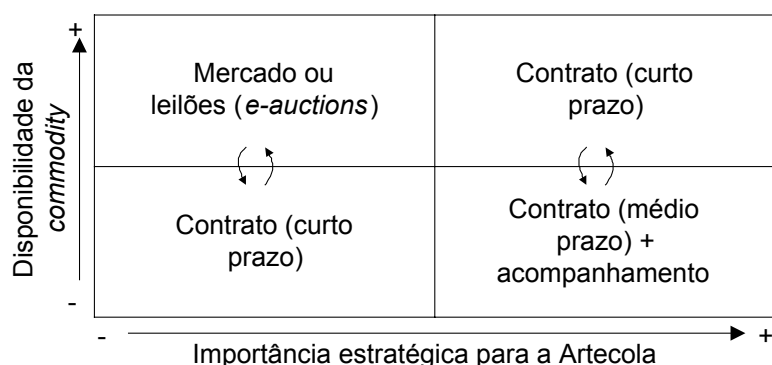 +
Disponibilidade da
commodity
-
Mercado ou
leilões (e-auctions)
Contrato (curto
prazo)
Contrato (curto
prazo)
Contrato (médio
prazo) +
acompanhamento
-
+
Importância estratégica para a Artecola